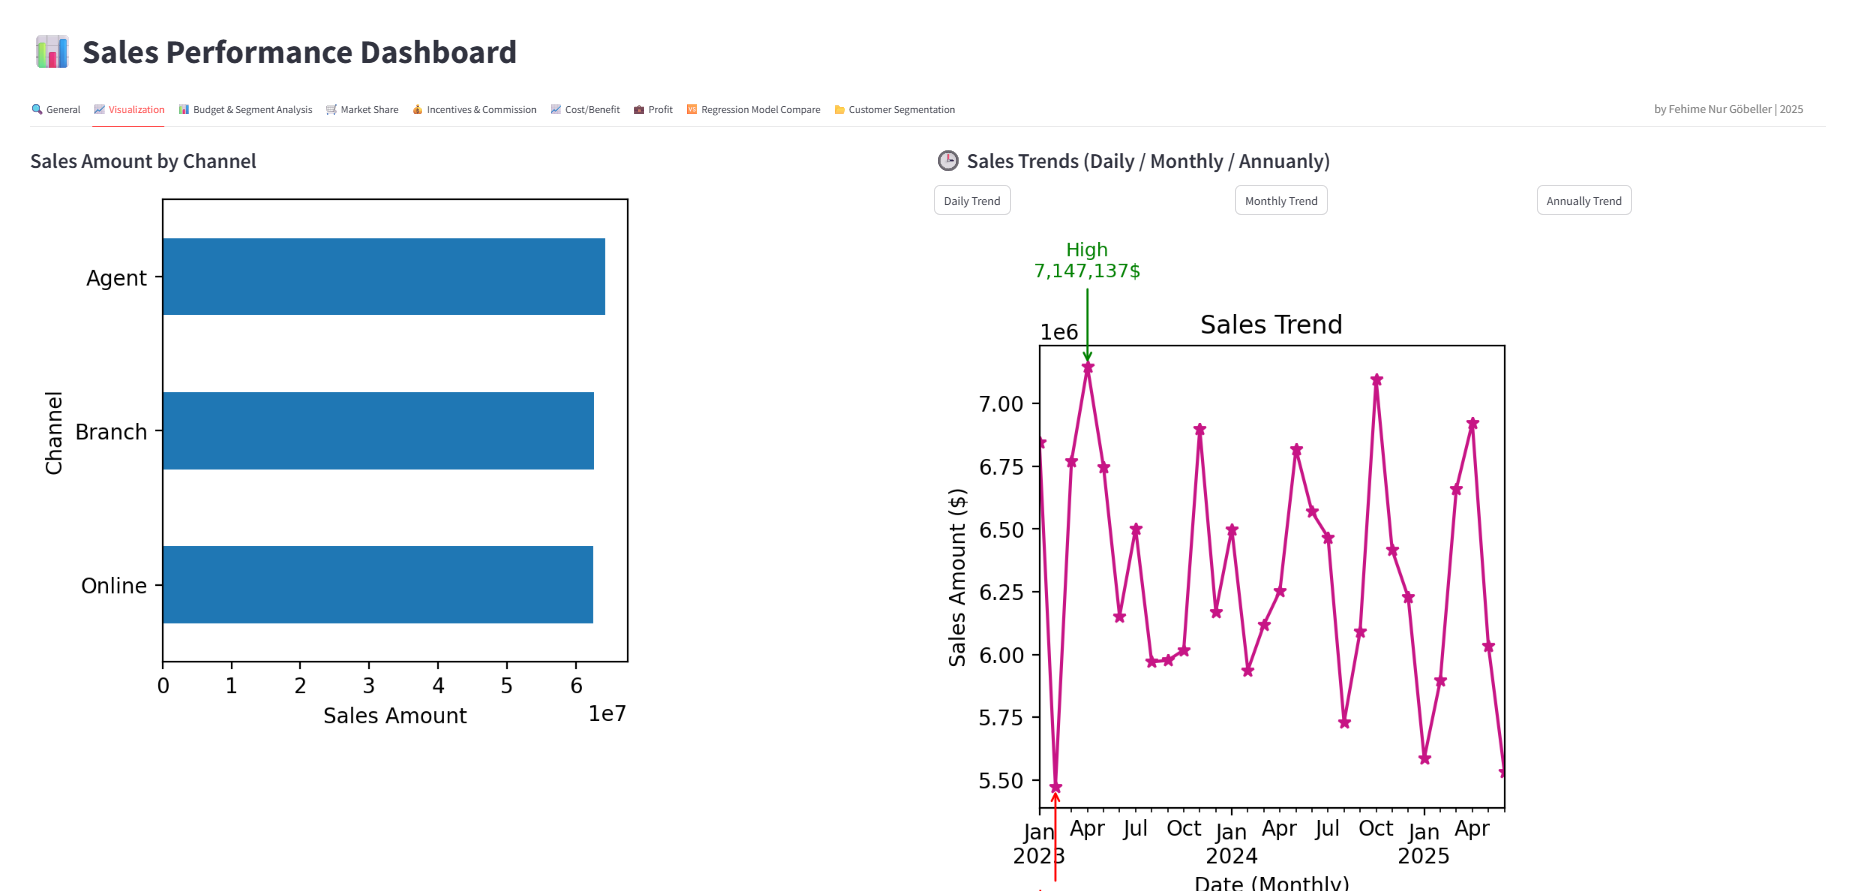 Sales Performance Dashboard
General
Visualization
Budget & Segment Analysis
Market Share
Incentives & Commission
Cost/Benefit
Profit
VS
Regression Model Compare
Customer Segmentation
by Fehime Nur Göbeller | 2025
Sales Amount by Channel
Channel
Agent
Branch
Online
0 1 2 3 4 5 6
1e7
Sales Amount
Sales Trends (Daily / Monthly / Annuanly)
Daily Trend
Monthly Trend
Annually Trend
High
7,147,137$
1e6
Sales Trend
Sales Amount ($)
7.00
6.75
6.50
6.25
6.00
5.75
5.50
Jan Apr Jul Oct Jan Apr Jul Oct Jan Apr
2023 2024 2025
Date (Monthly)